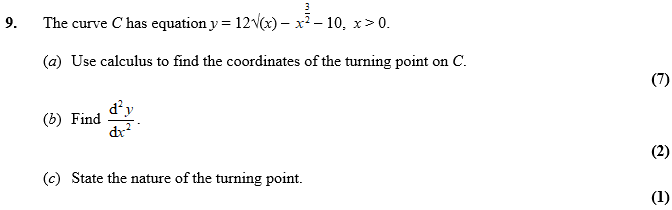 9. The curve C has equation y = 12√(x) – x^(3/2) – 10, x > 0.
(a) Use calculus to find the coordinates of the turning point on C.
(7)
(b) Find d²y/dx².
(2)
(c) State the nature of the turning point.
(1)